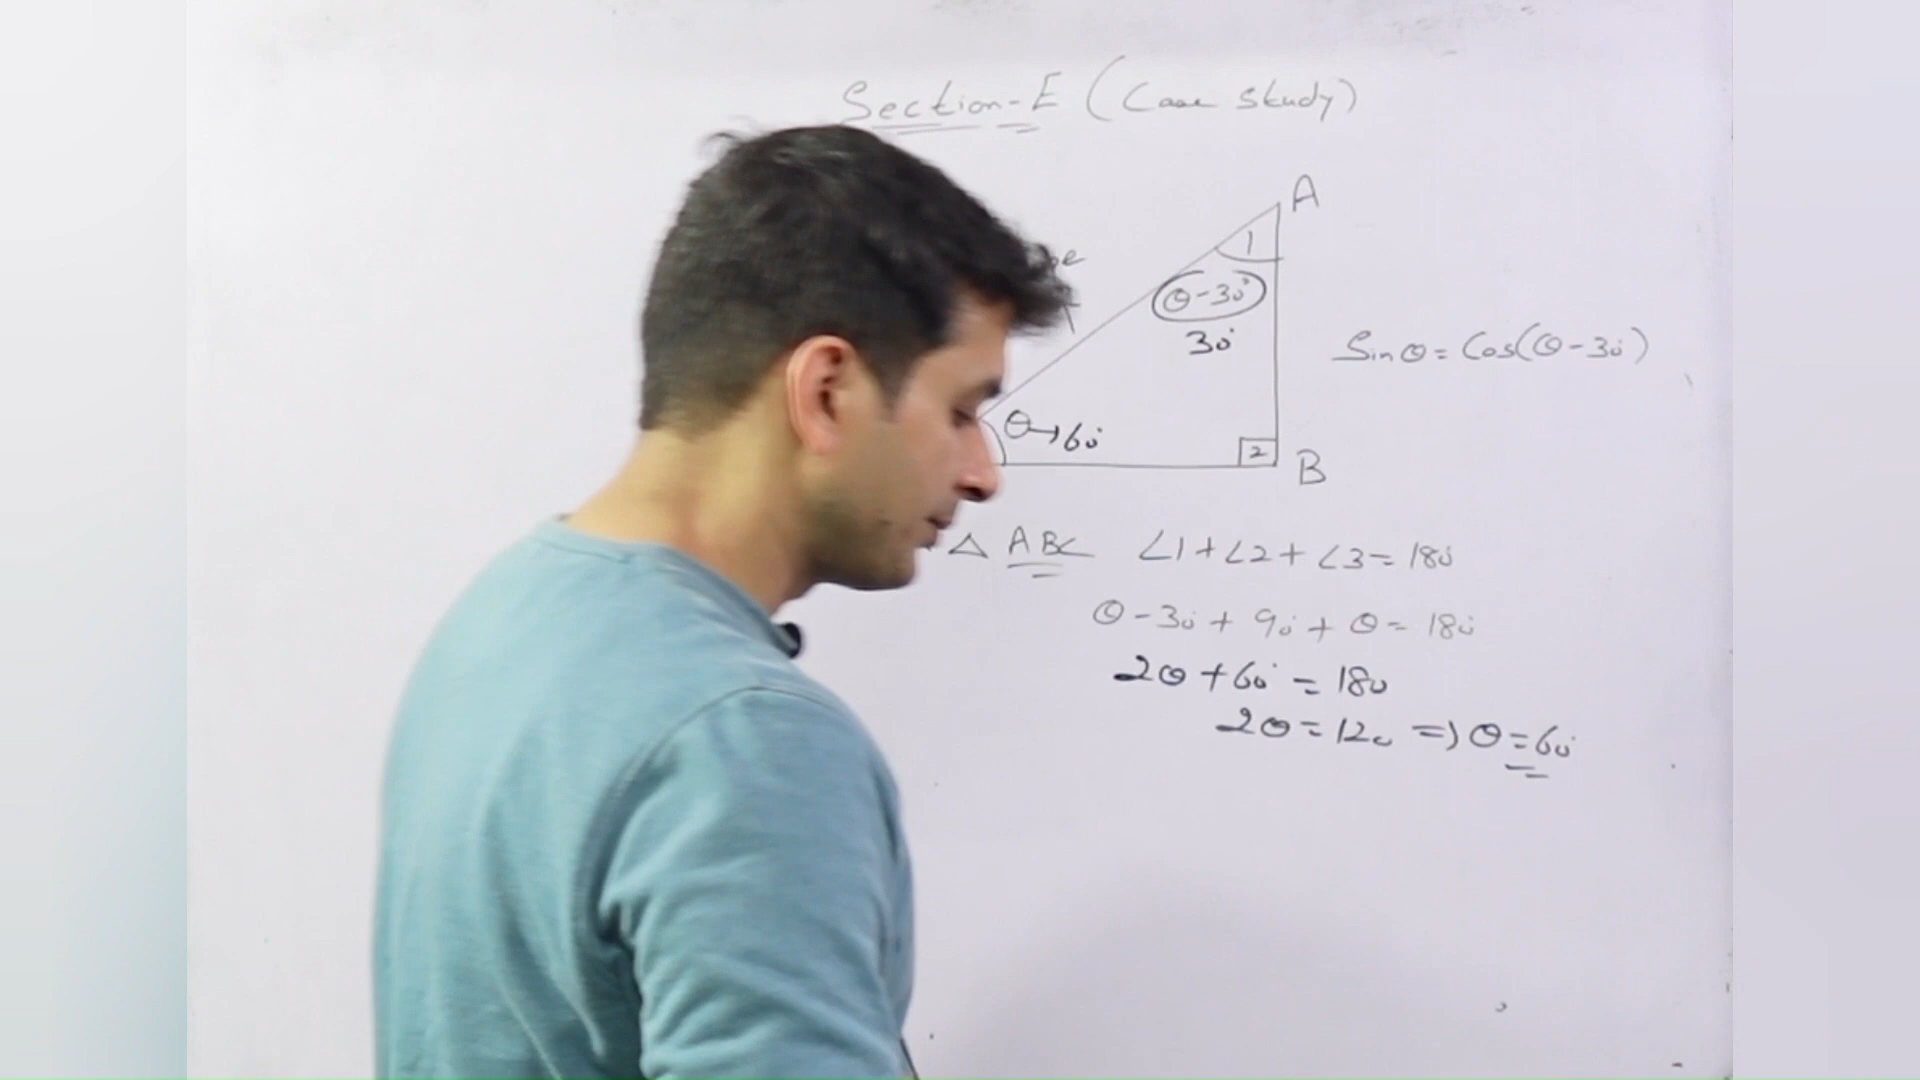 Section-E (Case Study)
A
1
θ-30°
30°
Sinθ = Cos(θ-30°)
θ→60°
2
B
△ ABC ∠1+∠2+∠3=180°
θ-30°+90°+θ=180°
2θ+60°=180
2θ=120 ⇒ θ=60°